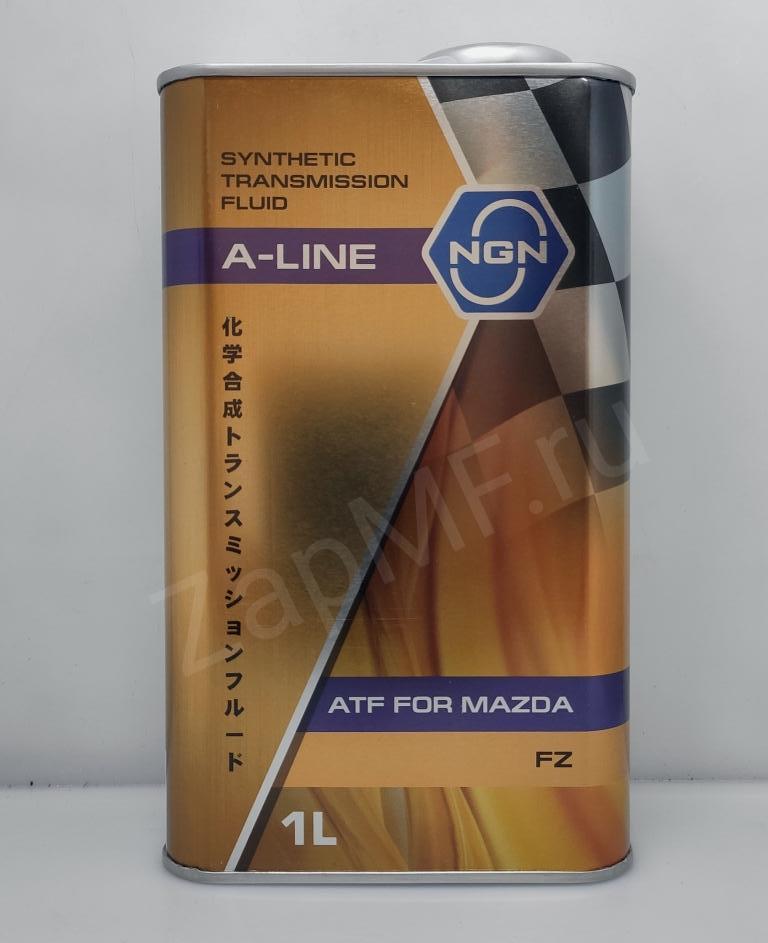 SYNTHETIC
TRANSMISSION
FLUID
A-LINE
NGN
化学合成トランスミッションフルード
ATF FOR MAZDA
FZ
1L
ZapMF.ru